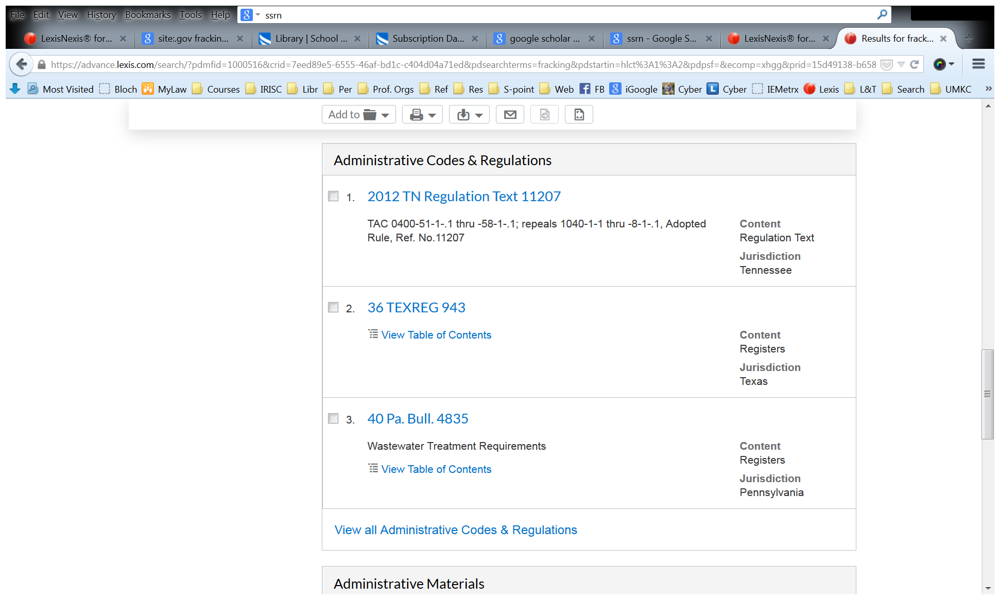 File Edit View History Bookmarks Tools Help ssrn
LexisNexis® for... site:.gov frackin... Library | School ... Subscription Da... google scholar ... ssrn - Google S... LexisNexis® for... Results for frack...
https://advance.lexis.com/search/?pdmfid=1000516&crid=7eed89e5-6555-46af-bd1c-c404d04a71ed&pdsearchterms=fracking&pdstartin=hlct%3A1%3A2&pdpsf=&ecomp=xhgg&prid=15d49138-b658
Most Visited Bloch MyLaw Courses IRISC Libr Per Prof. Orgs Ref Res S-point Web FB iGoogle Cyber Cyber IEMetrx Lexis L&T Search UMKC »
Add to
Administrative Codes & Regulations
1. 2012 TN Regulation Text 11207
TAC 0400-51-1-.1 thru -58-1-.1; repeals 1040-1-1 thru -8-1-.1, Adopted
Rule, Ref. No.11207
Content
Regulation Text
Jurisdiction
Tennessee
2. 36 TEXREG 943
View Table of Contents
Content
Registers
Jurisdiction
Texas
3. 40 Pa. Bull. 4835
Wastewater Treatment Requirements
View Table of Contents
Content
Registers
Jurisdiction
Pennsylvania
View all Administrative Codes & Regulations
Administrative Materials